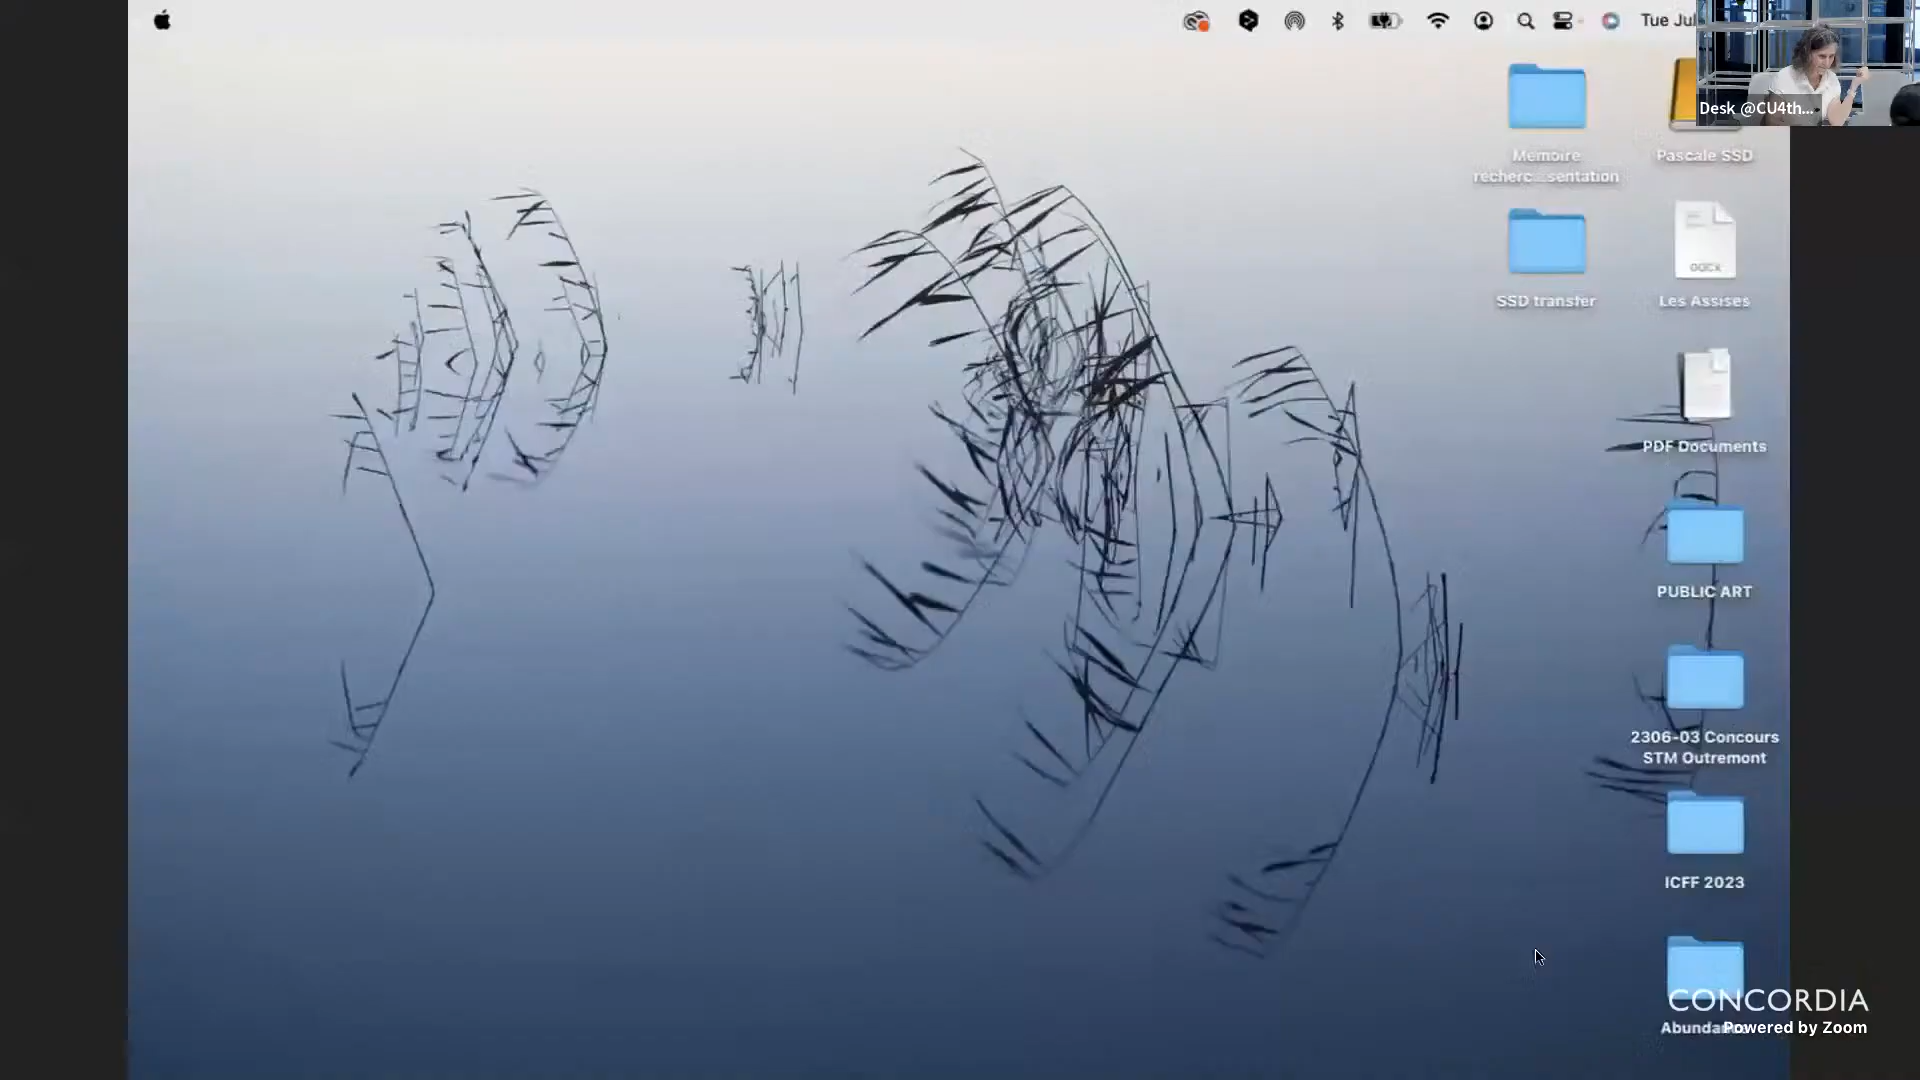 Tue Jul
Desk @CU4th...
Memoire
recherc...sentation
Pascale SSD
SSD transfer
DOCX
Les Assises
PDF Documents
PUBLIC ART
2306-03 Concours
STM Outremont
ICFF 2023
CONCORDIA
Powered by Zoom